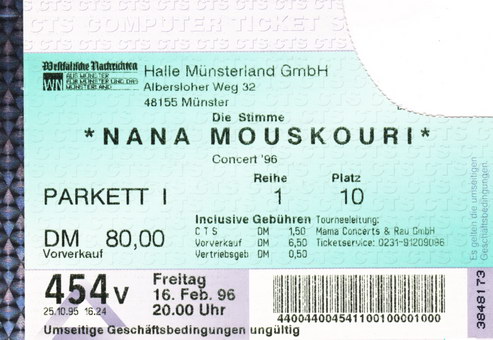 CTS COMPUTER TICKET S
Westfälische Nachrichten
WN
Halle Münsterland GmbH
Albersloher Weg 32
48155 Münster
Die Stimme
*NANA MOUSKOURI*
Concert '96
Reihe Platz
PARKETT I 1 10
DM 80,00
Vorverkauf
Inclusive Gebühren
CTS DM 1,50
Vorverkauf DM 6,50
Vertriebsgeb DM 0,50
Tourneeleitung:
Mama Concerts & Rau GmbH
Ticketservice: 0231-91209096
Es gelten die umseitigen
Geschäftsbedingungen.
454V
25.10.95 16.24
Freitag
16. Feb. 96
20.00 Uhr
44004400454110010001000
3848173
Umseitige Geschäftsbedingungen ungültig